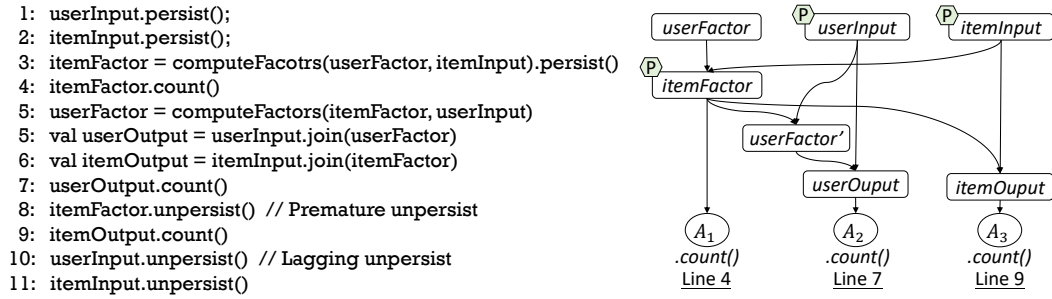 1: userInput.persist();
2: itemInput.persist();
3: itemFactor = computeFacotrs(userFactor, itemInput).persist()
4: itemFactor.count()
5: userFactor = computeFactors(itemFactor, userInput)
5: val userOutput = userInput.join(userFactor)
6: val itemOutput = itemInput.join(itemFactor)
7: userOutput.count()
8: itemFactor.unpersist() // Premature unpersist
9: itemOutput.count()
10: userInput.unpersist() // Lagging unpersist
11: itemInput.unpersist()
P P
userFactor userInput itemInput
P
itemFactor
userFactor’
userOuput itemOuput
A1 A2 A3
.count() .count() .count()
Line 4 Line 7 Line 9